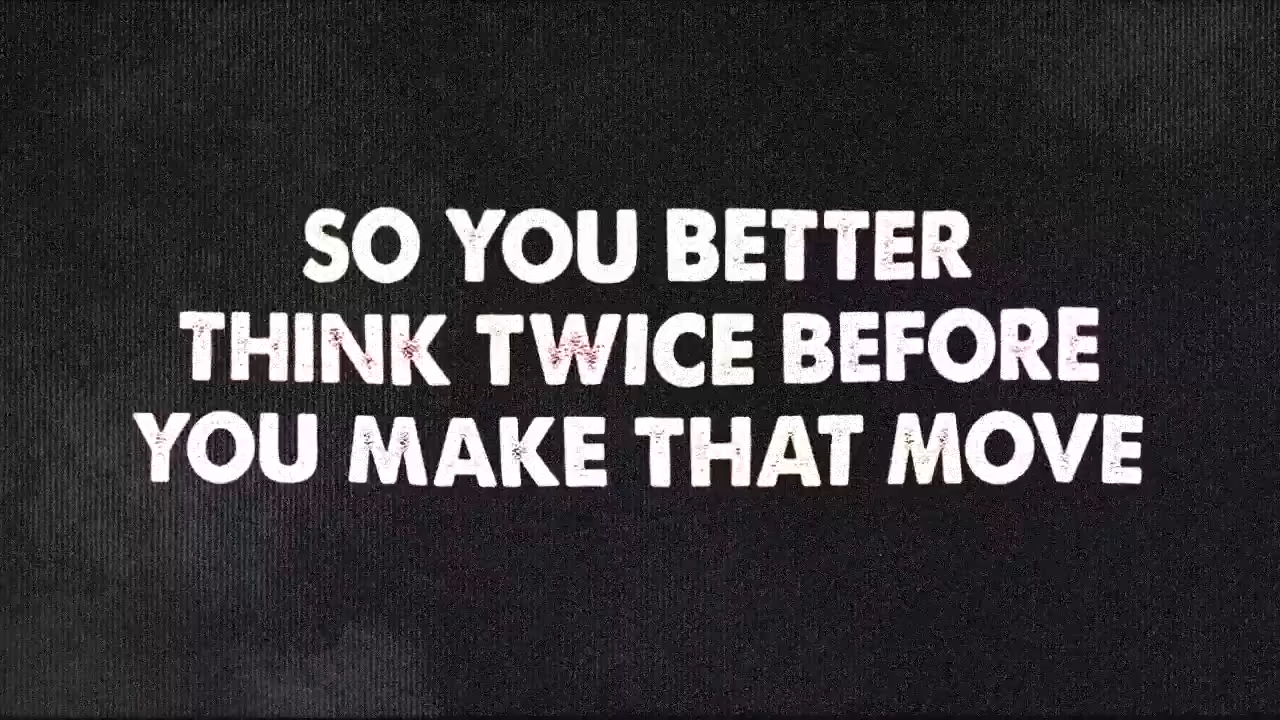 SO YOU BETTER
THINK TWICE BEFORE
YOU MAKE THAT MOVE